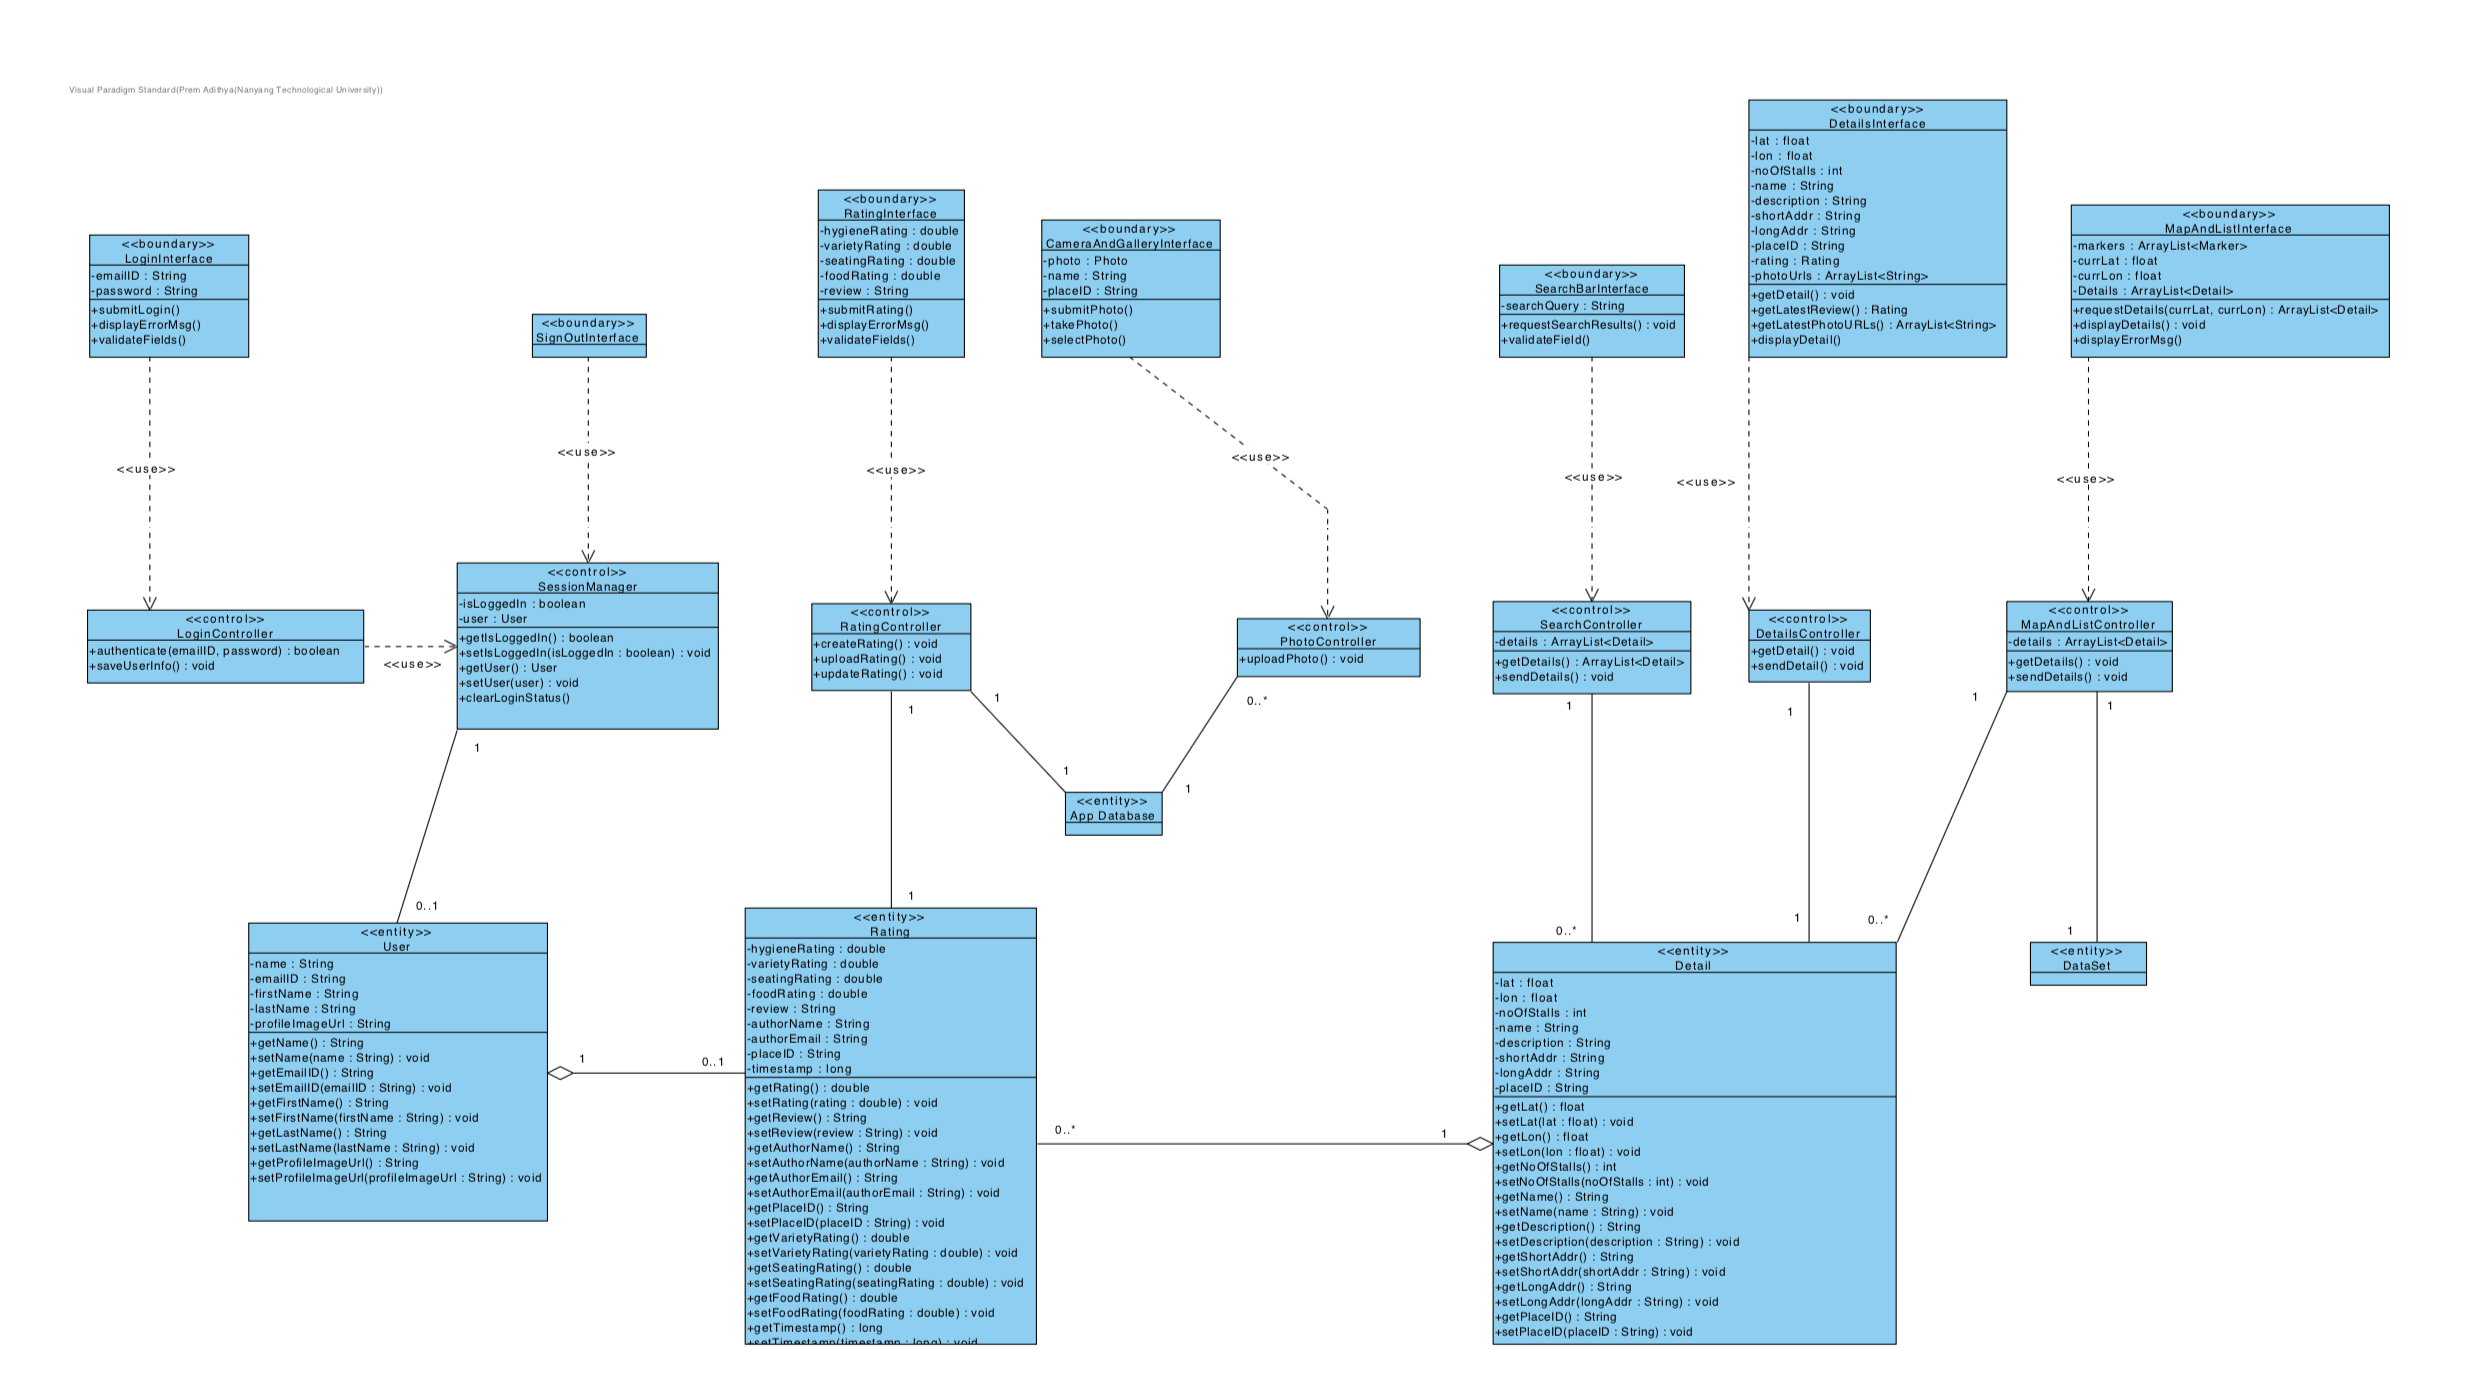 Visual Paradigm Standard(Prem Adithya(Nanyang Technological University))
<<boundary>>
LoginInterface
-emailID : String
-password : String
+submitLogin()
+displayErrorMsg()
+validateFields()
<<boundary>>
SignOutInterface
<<boundary>>
RatingInterface
-hygieneRating : double
-varietyRating : double
-seatingRating : double
-foodRating : double
-review : String
+submitRating()
+displayErrorMsg()
+validateFields()
<<boundary>>
CameraAndGalleryInterface
-photo : Photo
-name : String
-placeID : String
+submitPhoto()
+takePhoto()
+selectPhoto()
<<boundary>>
SearchBarInterface
-searchQuery : String
+requestSearchResults() : void
+validateField()
<<boundary>>
DetailsInterface
-lat : float
-lon : float
-noOfStalls : int
-name : String
-description : String
-shortAddr : String
-longAddr : String
-placeID : String
-rating : Rating
-photoUrls : ArrayList<String>
+getDetail() : void
+getLatestReview() : Rating
+getLatestPhotoURLs() : ArrayList<String>
+displayDetail()
<<boundary>>
MapAndListInterface
-markers : ArrayList<Marker>
-currLat : float
-currLon : float
-Details : ArrayList<Detail>
+requestDetails(currLat, currLon) : ArrayList<Detail>
+displayDetails() : void
+displayErrorMsg()
<<use>>
<<use>>
<<use>>
<<use>>
<<use>>
<<use>>
<<use>>
<<control>>
LoginController
+authenticate(emailID, password) : boolean
+saveUserInfo() : void
<<use>>
<<control>>
SessionManager
-isLoggedIn : boolean
-user : User
+getIsLoggedIn() : boolean
+setIsLoggedIn(isLoggedIn : boolean) : void
+getUser() : User
+setUser(user) : void
+clearLoginStatus()
<<control>>
RatingController
+createRating() : void
+uploadRating() : void
+updateRating() : void
<<control>>
PhotoController
+uploadPhoto() : void
<<control>>
SearchController
-details : ArrayList<Detail>
+getDetails() : ArrayList<Detail>
+sendDetails() : void
<<control>>
DetailsController
+getDetail() : void
+sendDetail() : void
<<control>>
MapAndListController
-details : ArrayList<Detail>
+getDetails() : void
+sendDetails() : void
1
0..1
1
1
1
1
0..*
1
<<entity>>
App Database
1
0..*
1
1
1
0..*
1
1
<<entity>>
User
-name : String
-emailID : String
-firstName : String
-lastName : String
-profileImageUrl : String
+getName() : String
+setName(name : String) : void
+getEmailID() : String
+setEmailID(emailID : String) : void
+getFirstName() : String
+setFirstName(firstName : String) : void
+getLastName() : String
+setLastName(lastName : String) : void
+getProfileImageUrl() : String
+setProfileImageUrl(profileImageUrl : String) : void
1
0..1
<<entity>>
Rating
-hygieneRating : double
-varietyRating : double
-seatingRating : double
-foodRating : double
-review : String
-authorName : String
-authorEmail : String
-placeID : String
-timestamp : long
+getRating() : double
+setRating(rating : double) : void
+getReview() : String
+setReview(review : String) : void
+getAuthorName() : String
+setAuthorName(authorName : String) : void
+getAuthorEmail() : String
+setAuthorEmail(authorEmail : String) : void
+getPlaceID() : String
+setPlaceID(placeID : String) : void
+getVarietyRating() : double
+setVarietyRating(varietyRating : double) : void
+getSeatingRating() : double
+setSeatingRating(seatingRating : double) : void
+getFoodRating() : double
+setFoodRating(foodRating : double) : void
+getTimestamp() : long
+setTimestamp(timestamp : long) : void
0..*
1
<<entity>>
Detail
-lat : float
-lon : float
-noOfStalls : int
-name : String
-description : String
-shortAddr : String
-longAddr : String
-placeID : String
+getLat() : float
+setLat(lat : float) : void
+getLon() : float
+setLon(lon : float) : void
+getNoOfStalls() : int
+setNoOfStalls(noOfStalls : int) : void
+getName() : String
+setName(name : String) : void
+getDescription() : String
+setDescription(description : String) : void
+getShortAddr() : String
+setShortAddr(shortAddr : String) : void
+getLongAddr() : String
+setLongAddr(longAddr : String) : void
+getPlaceID() : String
+setPlaceID(placeID : String) : void
<<entity>>
DataSet